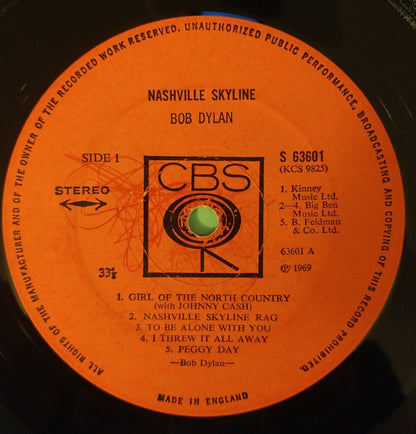 ALL RIGHTS OF THE MANUFACTURER AND OF THE OWNER OF THE RECORDED WORK RESERVED. UNAUTHORIZED PUBLIC PERFORMANCE, BROADCASTING AND COPYING OF THIS RECORD PROHIBITED.
NASHVILLE SKYLINE
BOB DYLAN
SIDE 1
S 63601
(KCS 9825)
STEREO
CBS
1. Kinney
Music Ltd.
2—4. Big Ben
Music Ltd.
5. B. Feldman
& Co. Ltd.
63601 A
℗ 1969
33⅓
1. GIRL OF THE NORTH COUNTRY
(with JOHNNY CASH)
2. NASHVILLE SKYLINE RAG
3. TO BE ALONE WITH YOU
4. I THREW IT ALL AWAY
5. PEGGY DAY
—Bob Dylan—
MADE IN ENGLAND